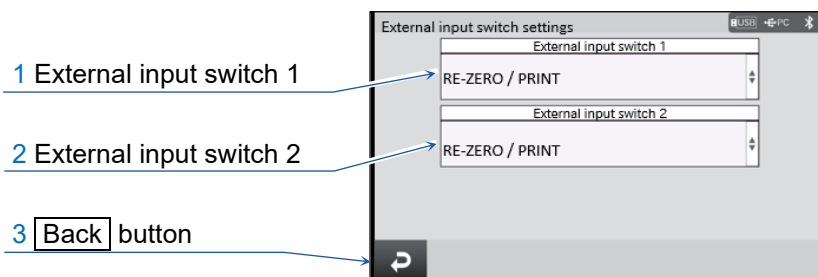 External input switch settings
USB PC
External input switch 1
1 External input switch 1
RE-ZERO / PRINT
External input switch 2
2 External input switch 2
RE-ZERO / PRINT
3 Back button